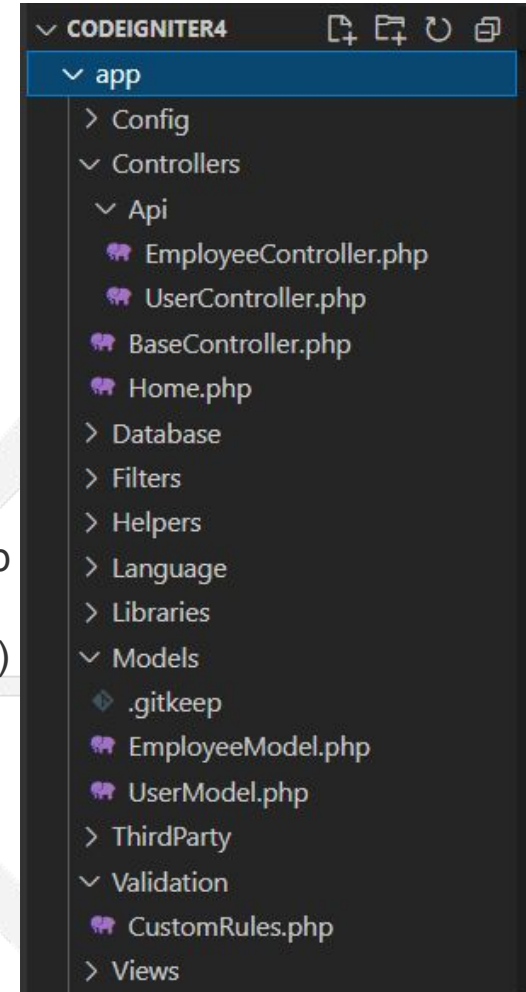 CODEIGNITER4
app
Config
Controllers
Api
EmployeeController.php
UserController.php
BaseController.php
Home.php
Database
Filters
Helpers
Language
Libraries
)
Models
.gitkeep
EmployeeModel.php
UserModel.php
ThirdParty
Validation
CustomRules.php
Views